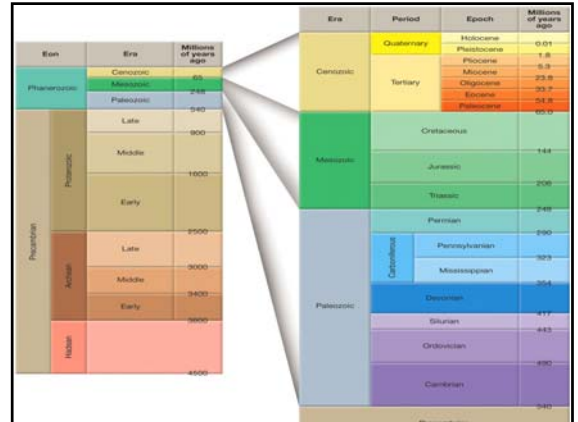 Eon Era Millions of years ago
Phanerozoic
Cenozoic
65
Mesozoic
248
Paleozoic
540
Precambrian
Proterozoic
Late
900
Middle
1600
Early
2500
Archean
Late
3000
Middle
3400
Early
3800
Hadean
4500
Era Period Epoch Millions of years ago
Cenozoic
Quaternary
Holocene
0.01
Pleistocene
1.8
Tertiary
Pliocene
5.3
Miocene
23.8
Oligocene
33.7
Eocene
54.8
Paleocene
65.0
Mesozoic
Cretaceous
144
Jurassic
206
Triassic
248
Paleozoic
Permian
290
Carboniferous
Pennsylvanian
323
Mississippian
354
Devonian
417
Silurian
443
Ordovician
490
Cambrian
540